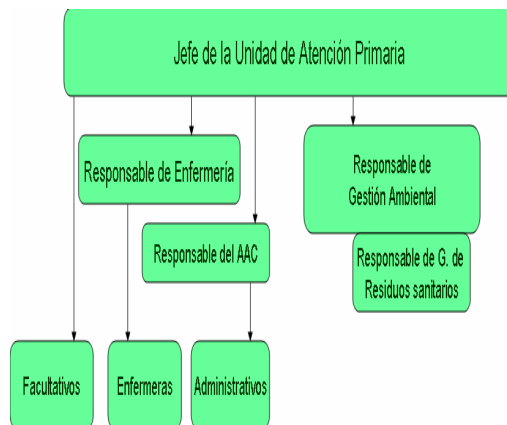 Jefe de la Unidad de Atención Primaria
Responsable de Enfermería
Responsable de
Gestión Ambiental
Responsable del AAC
Responsable de G. de
Residuos sanitarios
Facultativos
Enfermeras
Administrativos